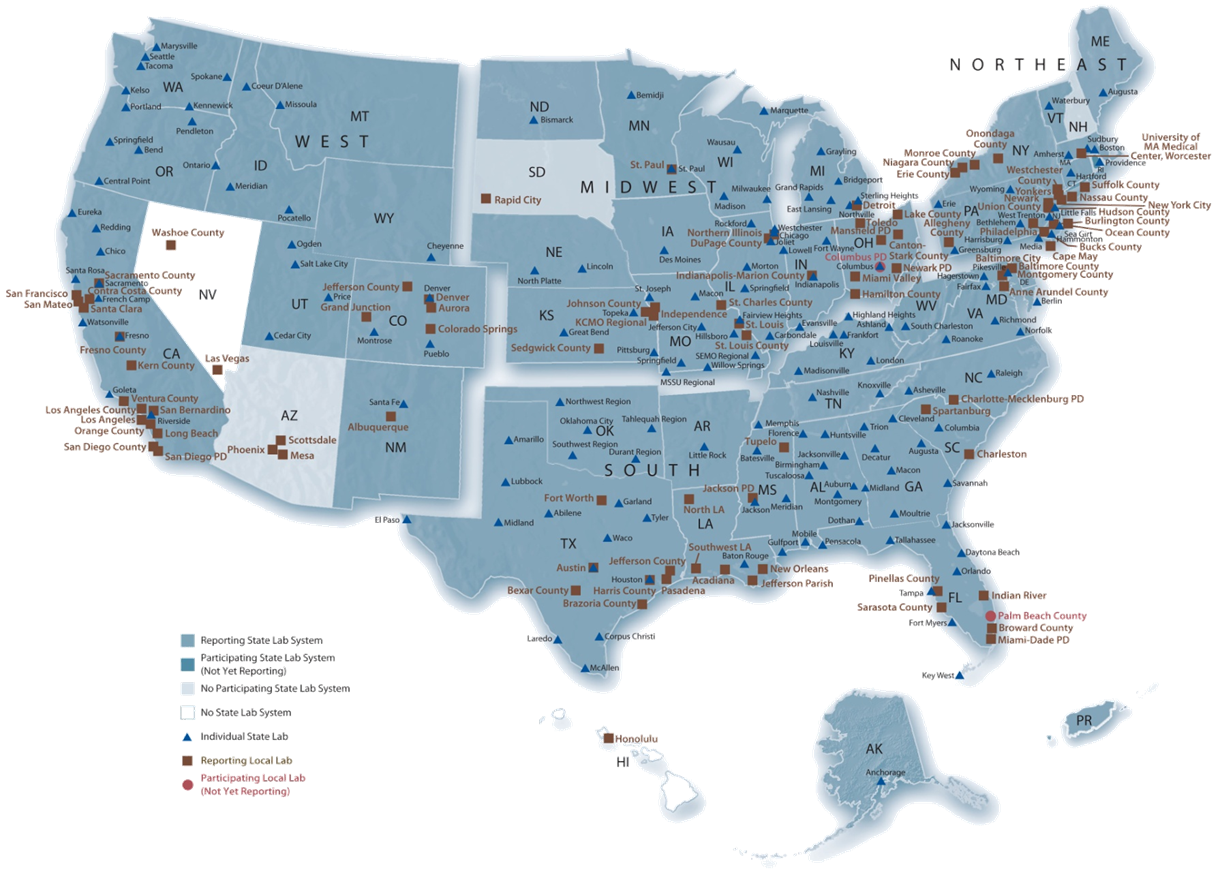 NORTHEAST
WEST
MIDWEST
SOUTH
Marysville
Seattle
Tacoma
Spokane
Coeur D'Alene
WA
Kelso
Portland
Kennewick
Missoula
Pendleton
MT
Springfield
Bend
Ontario
OR
ID
Central Point
Meridian
Eureka
Pocatello
WY
Redding
Washoe County
Chico
Ogden
Cheyenne
Santa Rosa
Sacramento County
Sacramento
Salt Lake City
Contra Costa County
San Francisco
French Camp
San Mateo
Santa Clara
NV
UT
Jefferson County
Price
Denver
Denver
Grand Junction
Aurora
CO
Watsonville
Colorado Springs
Fresno
Cedar City
Montrose
Fresno County
CA
Pueblo
Las Vegas
Kern County
Goleta
Ventura County
Los Angeles County
San Bernardino
Los Angeles
Riverside
Orange County
Long Beach
San Diego County
San Diego PD
AZ
Santa Fe
Albuquerque
Scottsdale
Phoenix
Mesa
NM
El Paso
ND
Bismarck
Bemidji
MN
Marquette
SD
Wausau
WI
St. Paul
St. Paul
MI
Grayling
Rapid City
Bridgeport
Milwaukee
Grand Rapids
Madison
East Lansing
Sterling Heights
Detroit
Northville
NE
IA
Rockford
Westchester
Northern Illinois
Chicago
DuPage County
Joliet
Des Moines
Lowell
Fort Wayne
Toledo
Mansfield PD
Lake County
OH
Canton-
Stark County
Columbus PD
Columbus
Newark PD
Lincoln
North Platte
Morton
IN
Indianapolis-Marion County
Indianapolis
Miami Valley
Springfield
IL
Hamilton County
St. Joseph
Macon
Johnson County
St. Charles County
KS
Topeka
Independence
KCMO Regional
Fairview Heights
Great Bend
Jefferson City
St. Louis
Hillsboro
Evansville
Highland Heights
Carbondale
Frankfort
Ashland
MO
Louisville
Sedgwick County
Pittsburg
St. Louis County
SEMO Regional
KY
Springfield
Willow Springs
London
MSSU Regional
Madisonville
ME
Augusta
Waterbury
VT
NH
Onondaga
County
University of
MA Medical
Center, Worcester
Monroe County
Sudbury
Boston
NY
Amherst
MA
Providence
RI
Niagara County
Erie County
Westchester
County
Hartford
CT
Wyoming
Yonkers
Suffolk County
Erie
Newark
Nassau County
PA
Union County
New York City
Allegheny
County
Bethlehem
West Trenton
NJ
Little Falls
Hudson County
Philadelphia
Burlington County
Sea Girt
Ocean County
Harrisburg
Media
Hammonton
Greensburg
Bucks County
Baltimore City
Cape May
Pikesville
Baltimore County
Hagerstown
Montgomery County
Fairfax
DE
MD
Anne Arundel County
Berlin
WV
VA
Richmond
South Charleston
Norfolk
Roanoke
Northwest Region
Oklahoma City
Tahlequah Region
OK
Amarillo
Southwest Region
Durant Region
AR
Little Rock
Memphis
Nashville
Knoxville
TN
Asheville
NC
Raleigh
Charlotte-Mecklenburg PD
Spartanburg
Cleveland
Columbia
Florence
Huntsville
Trion
Tupelo
Batesville
Jacksonville
Decatur
Augusta
SC
Charleston
Birmingham
Tuscaloosa
Macon
Lubbock
Jackson PD
MS
AL
Auburn
Midland
GA
Savannah
Fort Worth
Garland
North LA
Jackson
Meridian
Montgomery
Abilene
Tyler
Midland
LA
Dothan
Moultrie
Jacksonville
Waco
Mobile
Gulfport
Pensacola
Tallahassee
TX
Southwest LA
Daytona Beach
Baton Rouge
Jefferson County
Austin
Houston
New Orleans
Orlando
Acadiana
Jefferson Parish
Pinellas County
Bexar County
Harris County
Pasadena
Tampa
FL
Indian River
Brazoria County
Sarasota County
Palm Beach County
Fort Myers
Broward County
Miami-Dade PD
Laredo
Corpus Christi
McAllen
Key West
Reporting State Lab System
Participating State Lab System
(Not Yet Reporting)
No Participating State Lab System
No State Lab System
Individual State Lab
Reporting Local Lab
Participating Local Lab
(Not Yet Reporting)
Honolulu
HI
AK
Anchorage
PR